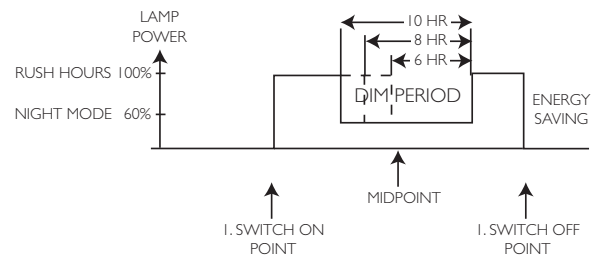 LAMP
POWER
10 HR
8 HR
6 HR
RUSH HOURS 100%
DIM PERIOD
NIGHT MODE 60%
ENERGY
SAVING
MIDPOINT
1. SWITCH ON
POINT
1. SWITCH OFF
POINT